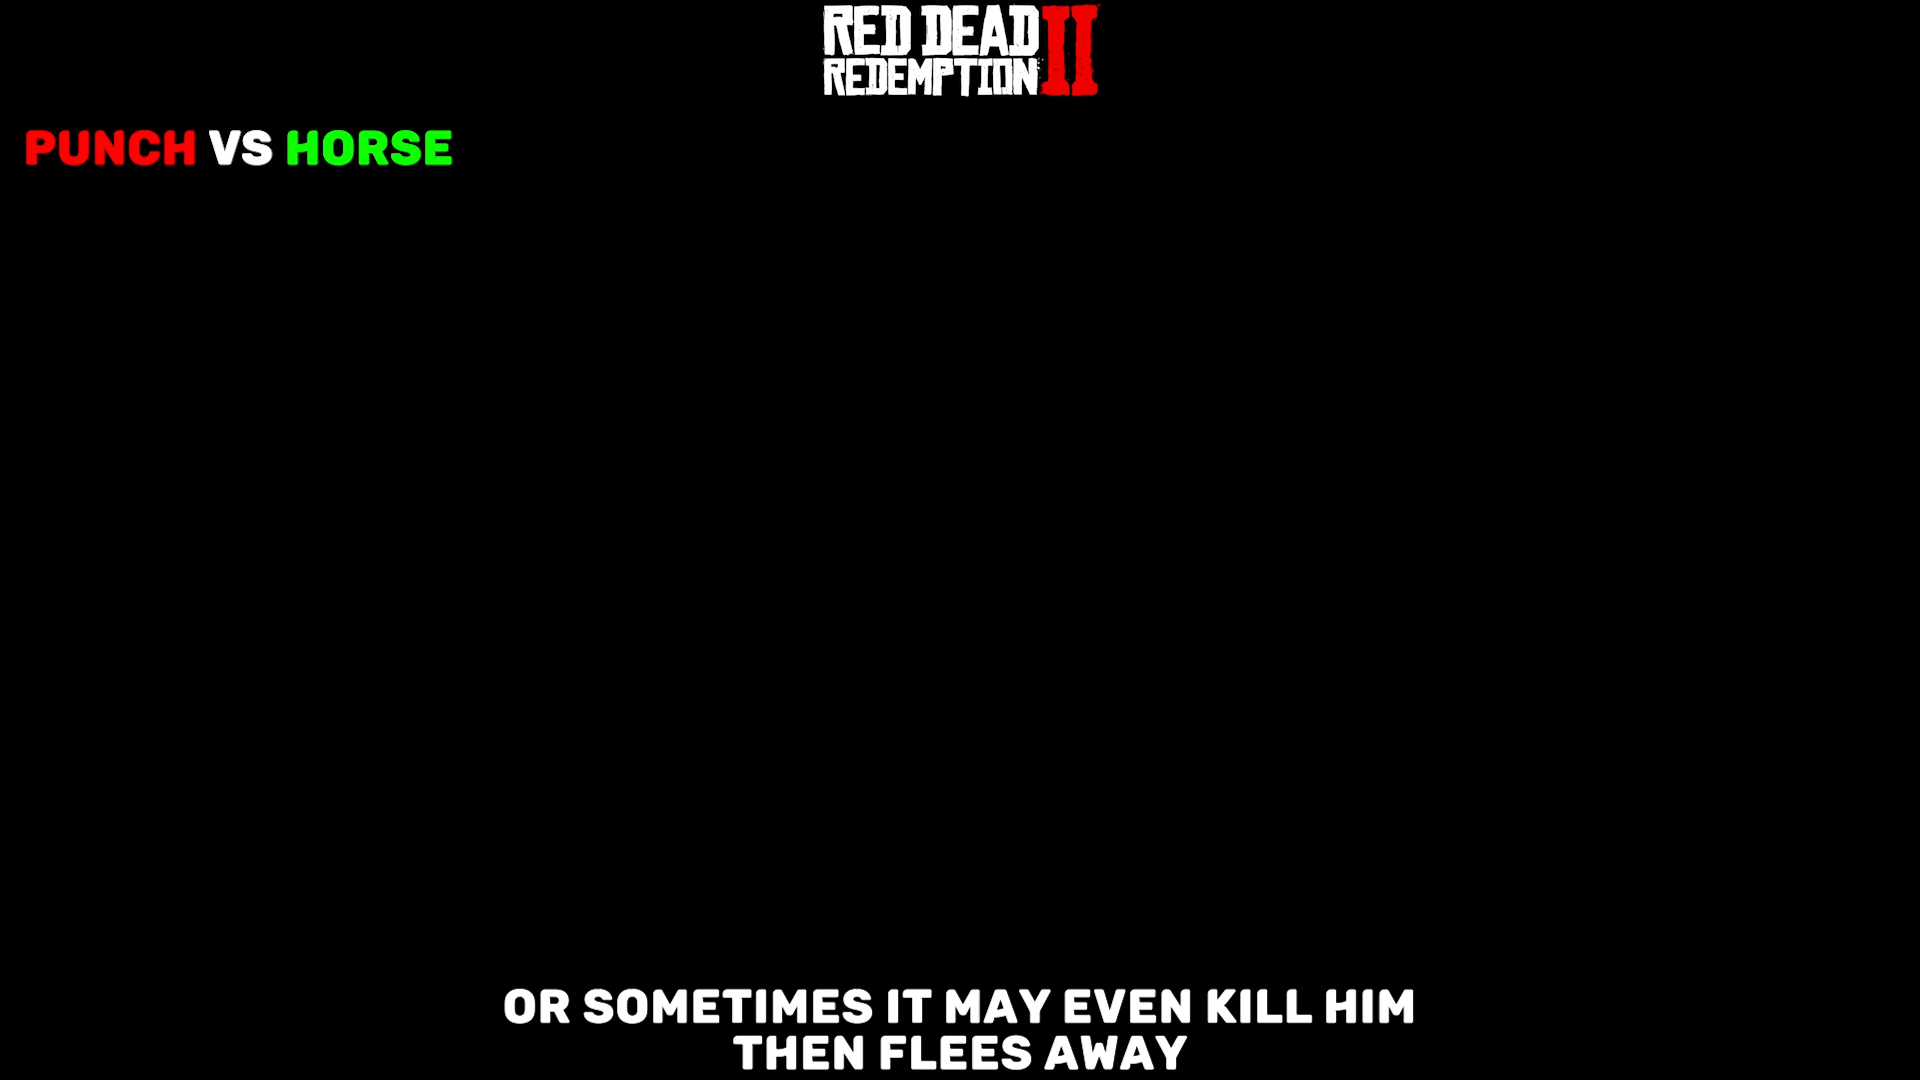 RED DEAD
REDEMPTION II
PUNCH VS HORSE
OR SOMETIMES IT MAY EVEN KILL HIM
THEN FLEES AWAY